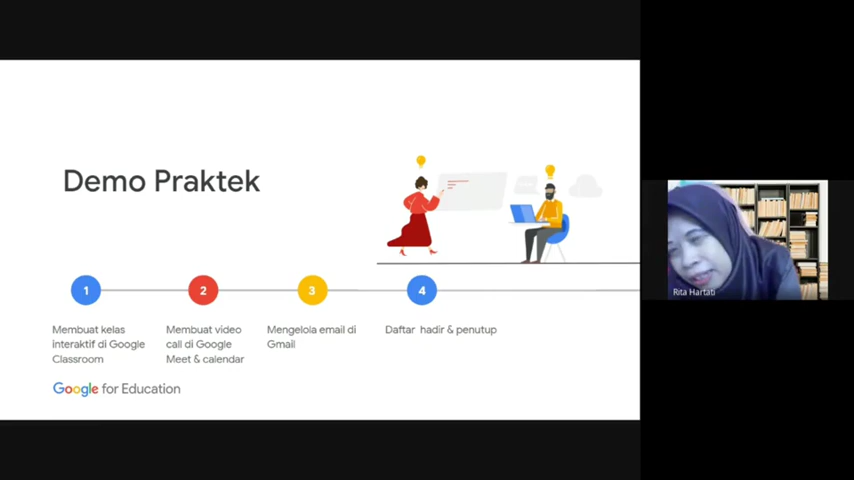 Demo Praktek
1
2
3
4
Membuat kelas
interaktif di Google
Classroom
Membuat video
call di Google
Meet & calendar
Mengelola email di
Gmail
Daftar hadir & penutup
Google for Education
Rita Hartati